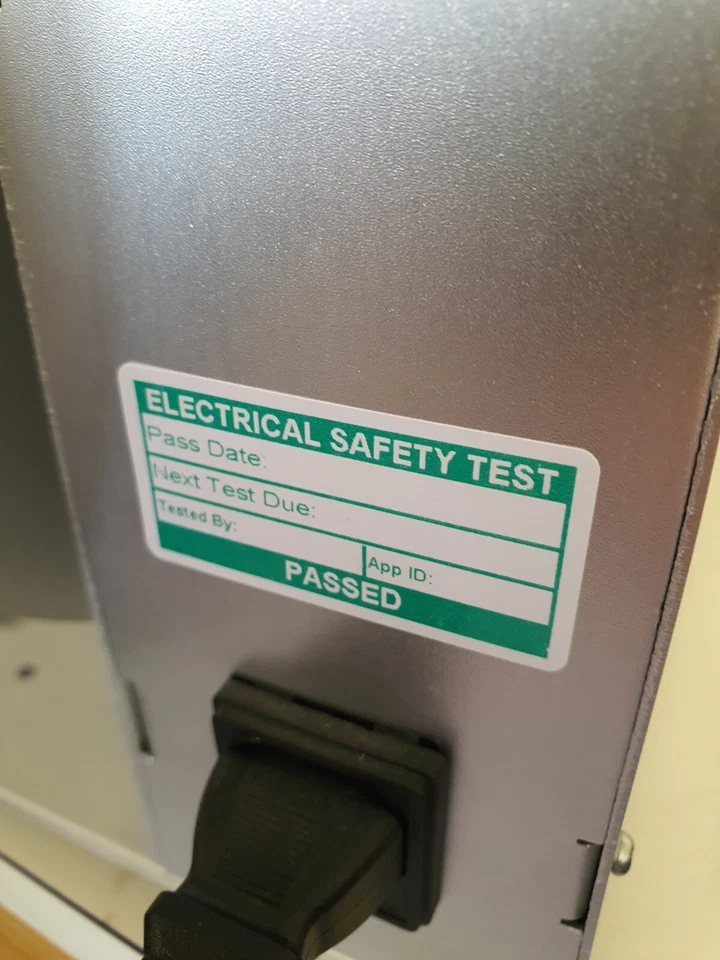 ELECTRICAL SAFETY TEST
Pass Date:
Next Test Due:
Tested By:
App ID:
PASSED